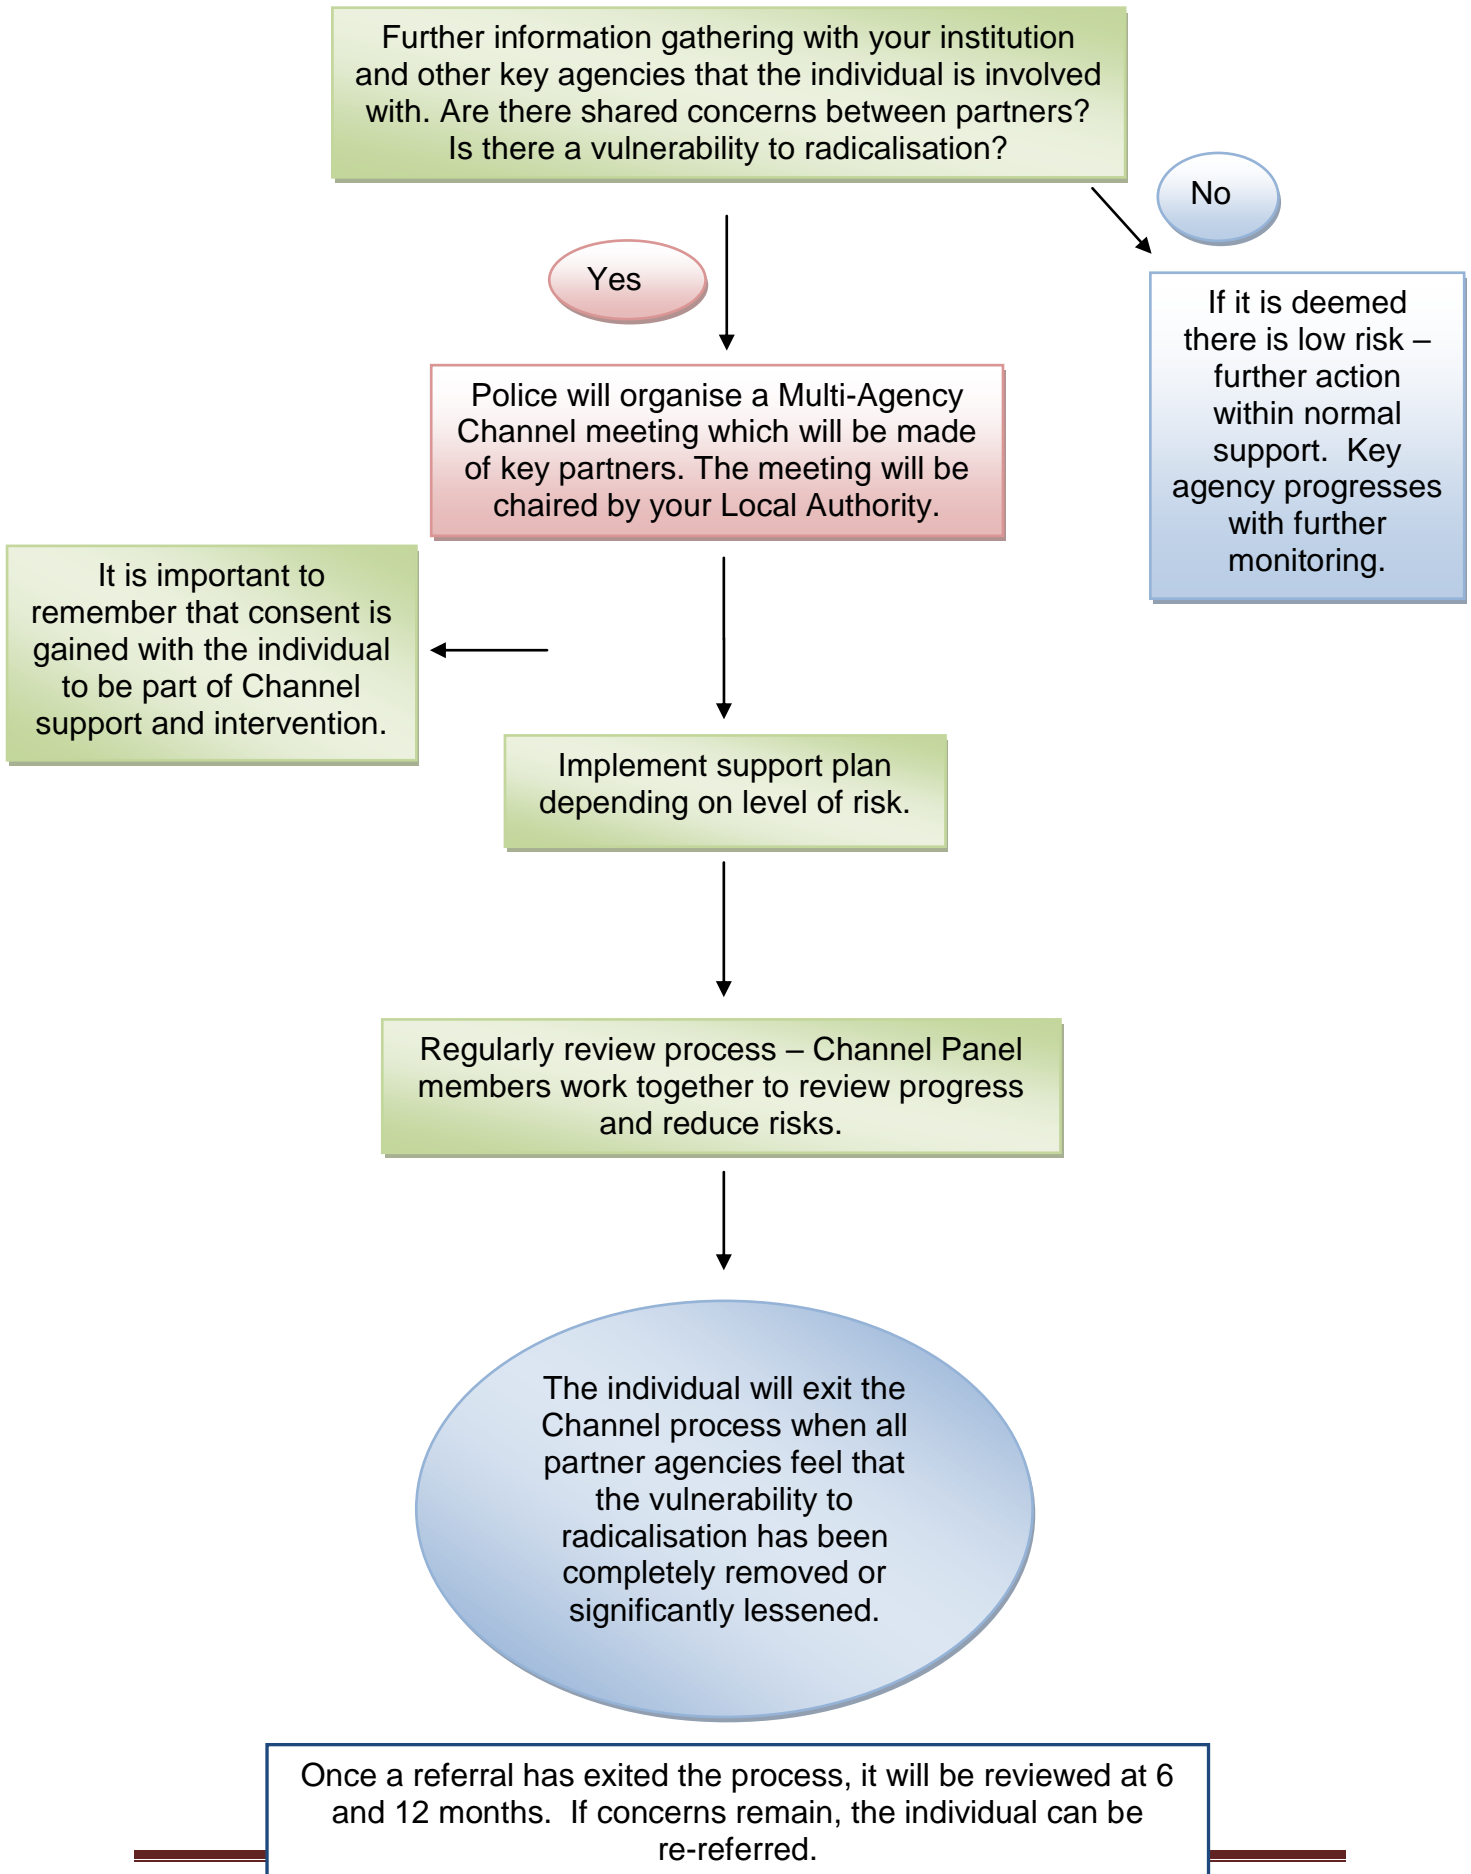 Further information gathering with your institution
and other key agencies that the individual is involved
with. Are there shared concerns between partners?
Is there a vulnerability to radicalisation?
No
Yes
If it is deemed
there is low risk –
further action
within normal
support.  Key
agency progresses
with further
monitoring.
Police will organise a Multi-Agency
Channel meeting which will be made
of key partners. The meeting will be
chaired by your Local Authority.
It is important to
remember that consent is
gained with the individual
to be part of Channel
support and intervention.
Implement support plan
depending on level of risk.
Regularly review process – Channel Panel
members work together to review progress
and reduce risks.
The individual will exit the
Channel process when all
partner agencies feel that
the vulnerability to
radicalisation has been
completely removed or
significantly lessened.
Once a referral has exited the process, it will be reviewed at 6
and 12 months.  If concerns remain, the individual can be
re-referred.